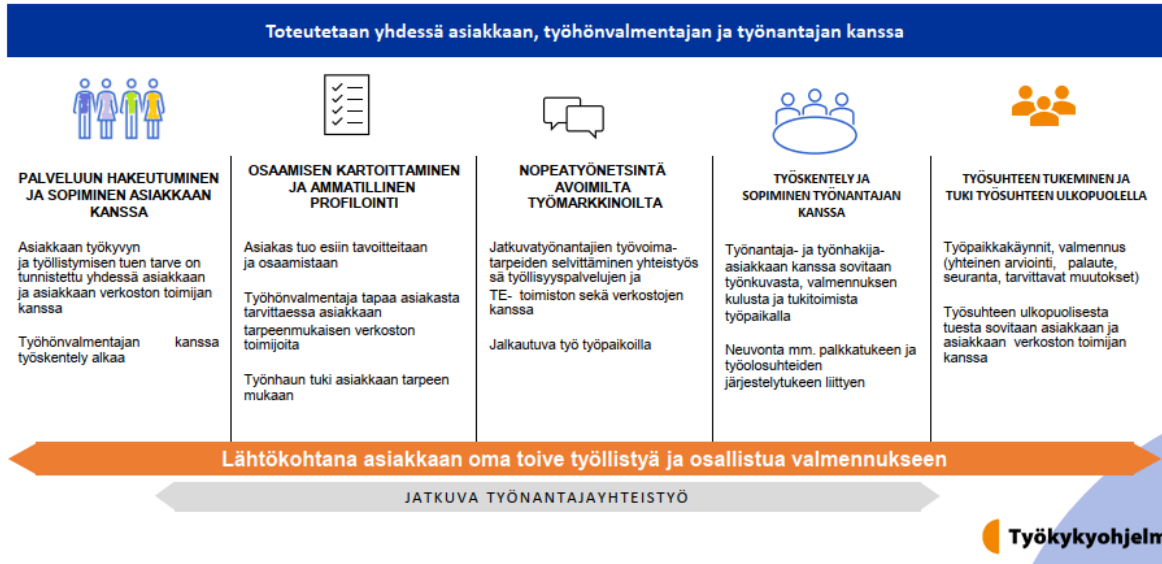 Toteutetaan yhdessä asiakkaan, työhönvalmentajan ja työnantajan kanssa
PALVELUUN HAKEUTUMINEN
JA SOPIMINEN ASIAKKAAN
KANSSA
Asiakkaan työkyvyn
ja työllistymisen tuen tarve on
tunnistettu yhdessä asiakkaan
ja asiakkaan verkoston toimijan
kanssa
Työhönvalmentajan kanssa
työskentely alkaa
OSAAMISEN KARTOITTAMINEN
JA AMMATILLINEN
PROFILOINTI
Asiakas tuo esiin tavoitteitaan
ja osaamistaan
Työhönvalmentaja tapaa asiakasta
tarvittaessa asiakkaan
tarpeenmukaisen verkoston
toimijoita
Työnhaun tuki asiakkaan tarpeen
mukaan
NOPEATYÖNETSINTÄ
AVOIMILTA
TYÖMARKKINOILTA
Jatkuvatyönantajien työvoima-
tarpeiden selvittäminen yhteistyös
sä työllisyyspalvelujen ja
TE- toimiston sekä verkostojen
kanssa
Jalkautuva työ työpaikoilla
TYÖSKENTELY JA
SOPIMINEN TYÖNANTAJAN
KANSSA
Työnantaja- ja työnhakija-
asiakkaan kanssa sovitaan
työnkuvasta, valmennuksen
kulusta ja tukitoimista
työpaikalla
Neuvonta mm. palkkatukeen ja
työolosuhteiden
järjestelytukeen liittyen
TYÖSUHTEEN TUKEMINEN JA
TUKI TYÖSUHTEEN ULKOPUOLELLA
Työpaikkakäynnit, valmennus
(yhteinen arviointi, palaute,
seuranta, tarvittavat muutokset)
Työsuhteen ulkopuolisesta
tuesta sovitaan asiakkaan ja
asiakkaan verkoston toimijan
kanssa
Lähtökohtana asiakkaan oma toive työllistyä ja osallistua valmennukseen
JATKUVA TYÖNANTAJAYHTEISTYÖ
Työkykyohjelm